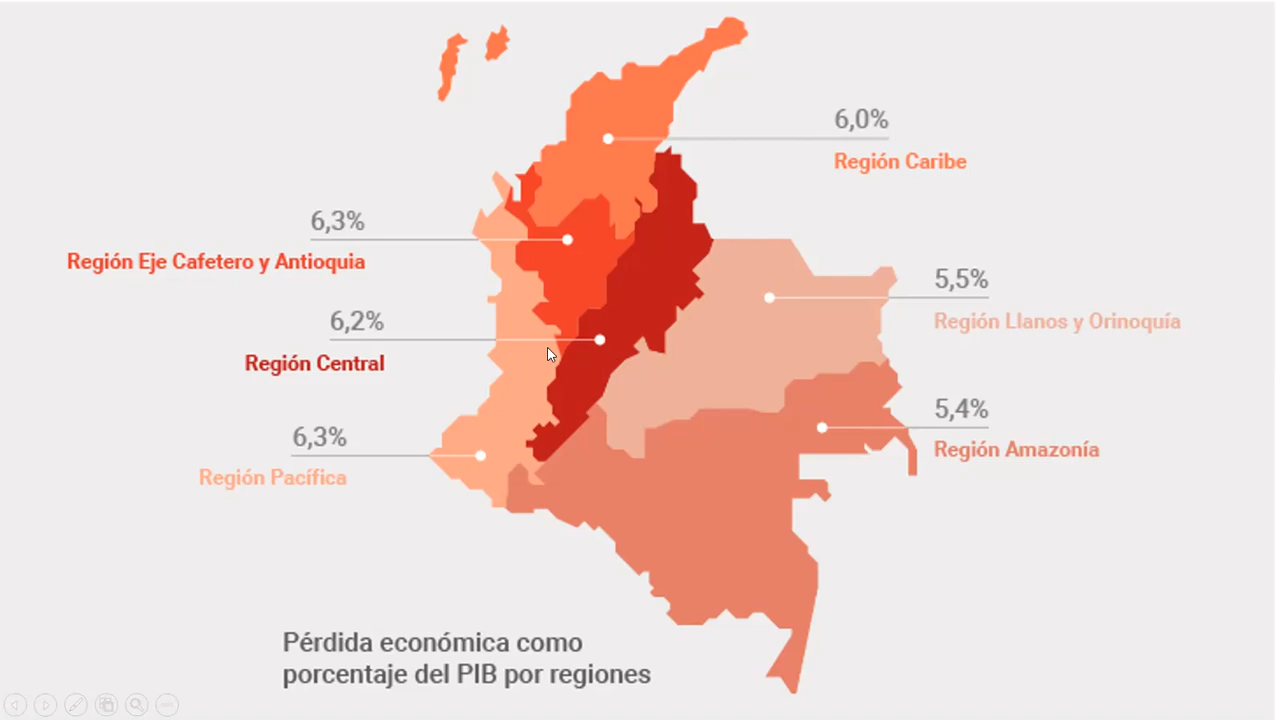 6,0%
Región Caribe
6,3%
Región Eje Cafetero y Antioquia
5,5%
Región Llanos y Orinoquía
6,2%
Región Central
5,4%
Región Amazonía
6,3%
Región Pacífica
Pérdida económica como
porcentaje del PIB por regiones